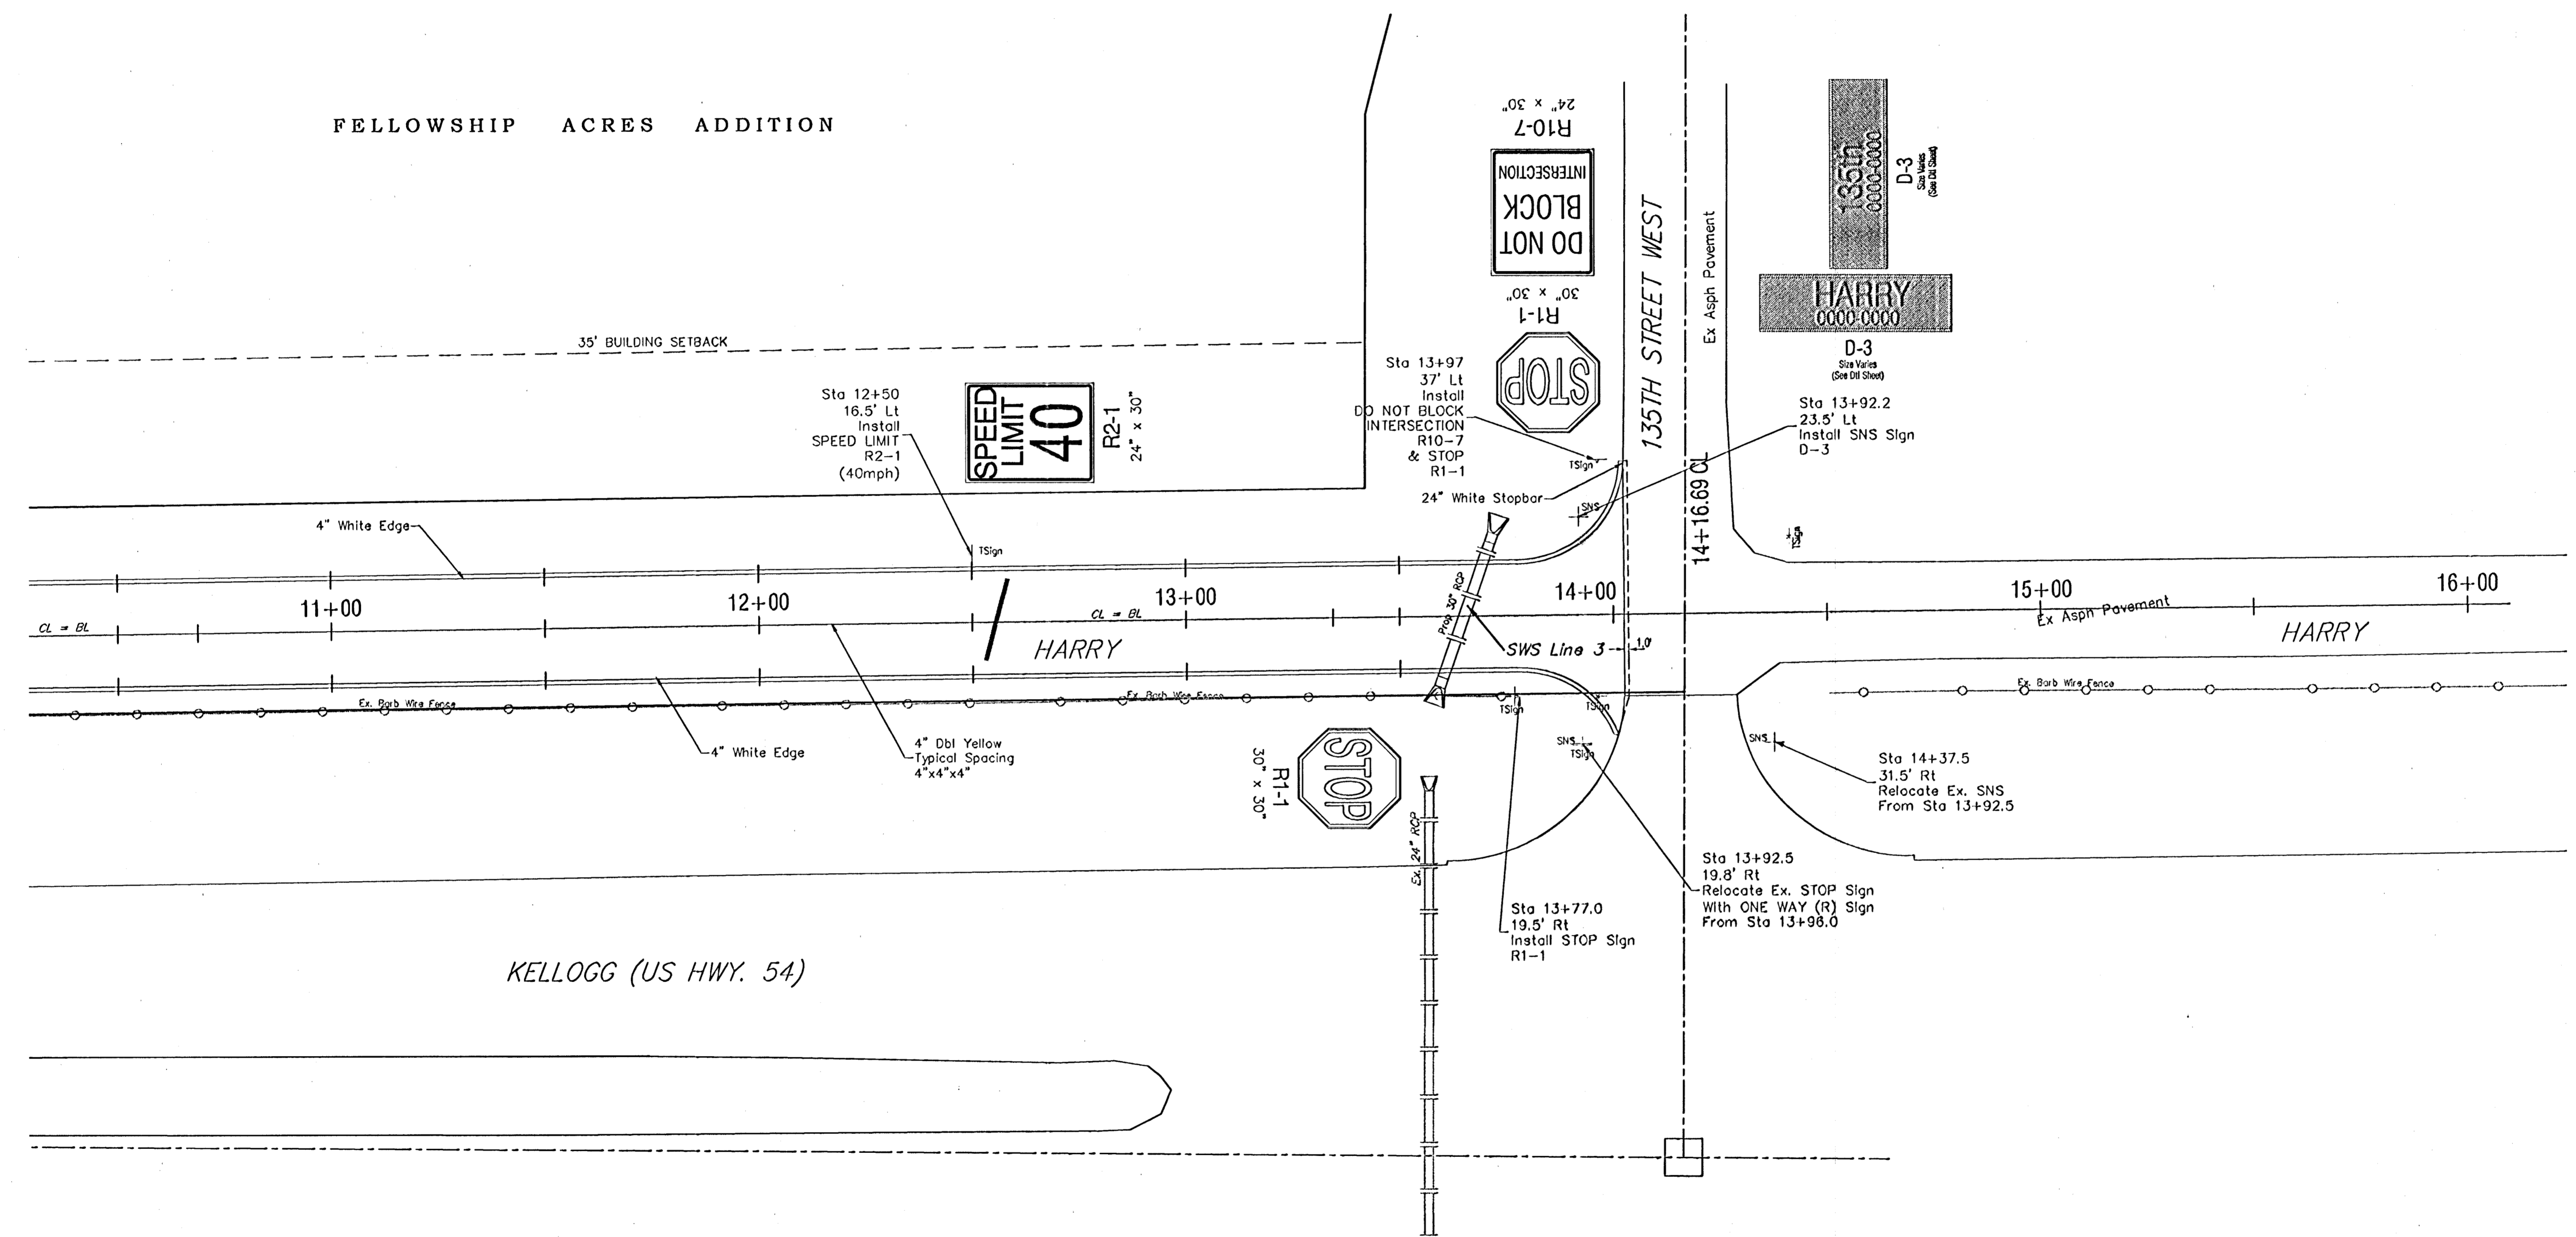 FELLOWSHIP ACRES ADDITION
24" x 30"
R10-7
DO NOT
BLOCK
INTERSECTION
30" x 30"
R1-1
STOP
135TH STREET WEST
Ex Asph Pavement
135th
0000-0000
D-3
Size Varies
(See Dtl Sheet)
HARRY
0000-0000
D-3
Size Varies
(See Dtl Sheet)
35' BUILDING SETBACK
Sta 12+50
16.5' Lt
Install
SPEED LIMIT
R2-1
(40mph)
SPEED
LIMIT
40
R2-1
24" x 30"
Sta 13+97
37' Lt
Install
DO NOT BLOCK
INTERSECTION
R10-7
& STOP
R1-1
24" White Stopbar
Sta 13+92.2
23.5' Lt
Install SNS Sign
D-3
TSign
SNS
14+16.69 CL
TSign
4" White Edge
TSign
11+00
12+00
13+00
14+00
15+00
16+00
CL = BL
CL = BL
Prop 30" RCP
HARRY
SWS Line 3
1.0'
Ex Asph Pavement
HARRY
Ex. Barb Wire Fence
Ex. Barb Wire Fence
Ex. Barb Wire Fence
TSign
TSign
SNS
TSign
SNS
4" White Edge
4" Dbl Yellow
Typical Spacing
4"x4"x4"
STOP
R1-1
30" x 30"
Ex. 24" RCP
Sta 14+37.5
31.5' Rt
Relocate Ex. SNS
From Sta 13+92.5
Sta 13+92.5
19.8' Rt
Relocate Ex. STOP Sign
With ONE WAY (R) Sign
From Sta 13+96.0
Sta 13+77.0
19.5' Rt
Install STOP Sign
R1-1
KELLOGG (US HWY. 54)